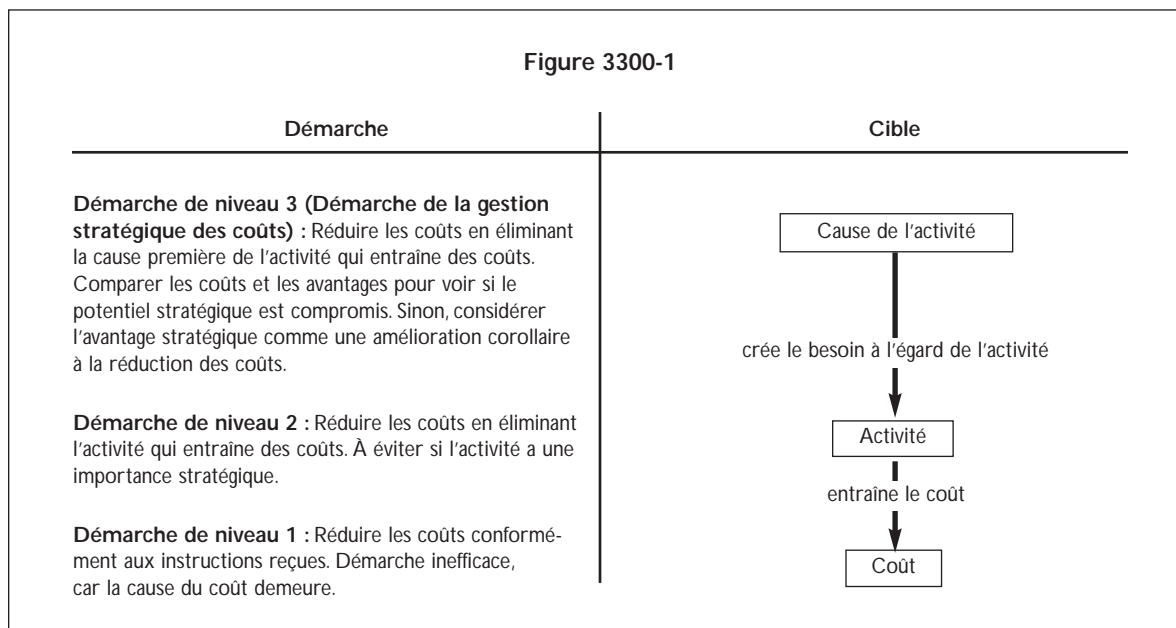 Figure 3300-1
Démarche
Cible
Démarche de niveau 3 (Démarche de la gestion
stratégique des coûts) : Réduire les coûts en éliminant
la cause première de l'activité qui entraîne des coûts.
Comparer les coûts et les avantages pour voir si le
potentiel stratégique est compromis. Sinon, considérer
l'avantage stratégique comme une amélioration corollaire
à la réduction des coûts.
Démarche de niveau 2 : Réduire les coûts en éliminant
l'activité qui entraîne des coûts. À éviter si l'activité a une
importance stratégique.
Démarche de niveau 1 : Réduire les coûts conformé-
ment aux instructions reçues. Démarche inefficace,
car la cause du coût demeure.
Cause de l'activité
crée le besoin à l'égard de l'activité
Activité
entraîne le coût
Coût